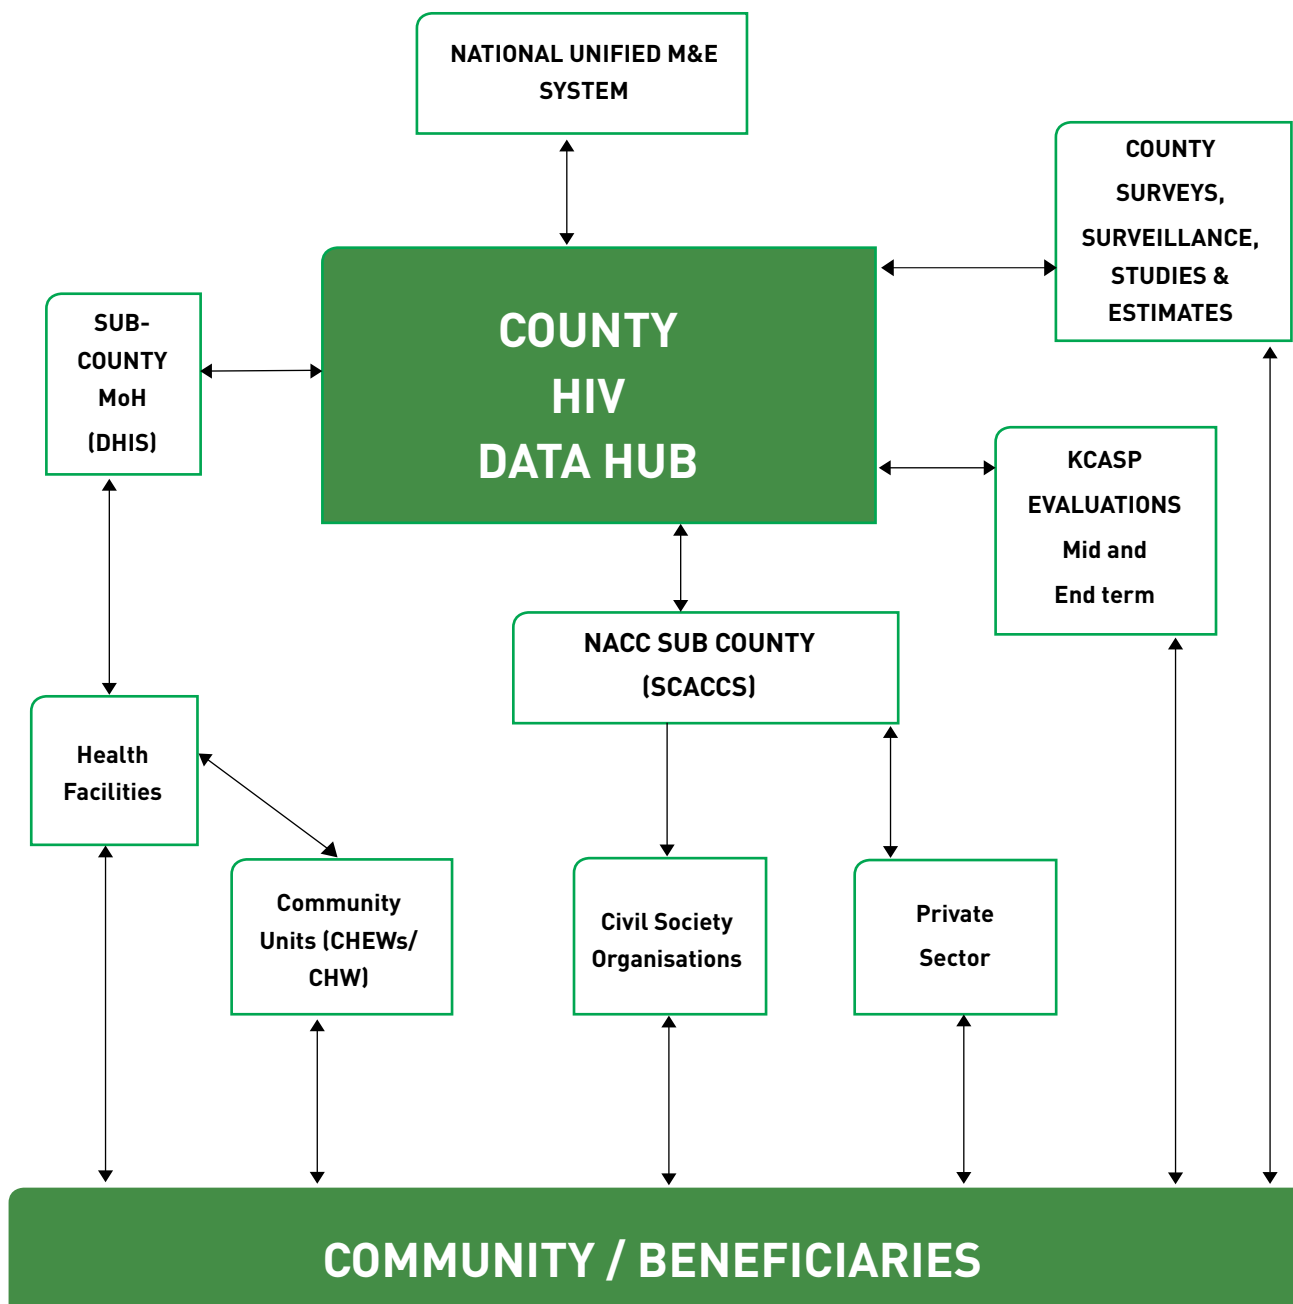 NATIONAL UNIFIED M&E
SYSTEM
COUNTY
SURVEYS,
SURVEILLANCE,
STUDIES &
ESTIMATES
COUNTY
HIV
DATA HUB
SUB-
COUNTY
MoH
(DHIS)
KCASP
EVALUATIONS
Mid and
End term
NACC SUB COUNTY
(SCACCS)
Health
Facilities
Community
Units (CHEWs/
CHW)
Civil Society
Organisations
Private
Sector
COMMUNITY / BENEFICIARIES